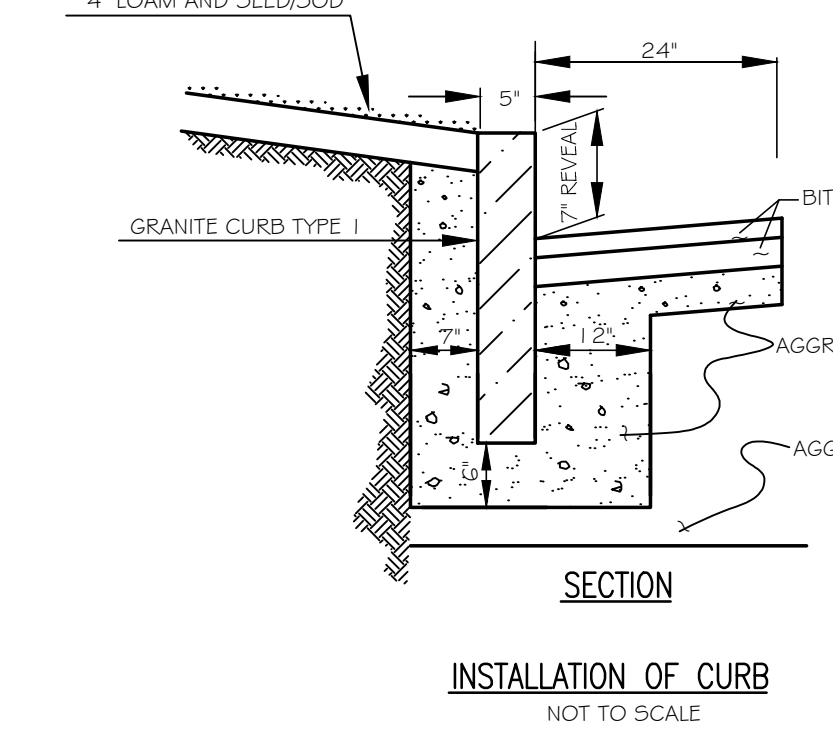 4" LOAM AND SEED/SOD
24"
5"
7" REVEAL
BIT
GRANITE CURB TYPE 1
7"
12"
AGGR
AGG
6"
SECTION
INSTALLATION OF CURB
NOT TO SCALE